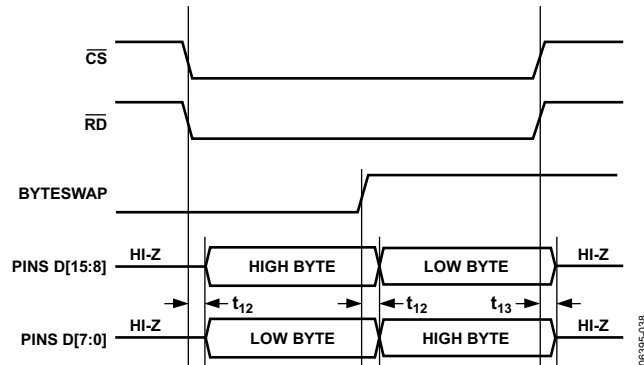 CS
RD
BYTESWAP
PINS D[15:8] HI-Z HIGH BYTE LOW BYTE HI-Z
t12 t12 t13
PINS D[7:0] HI-Z LOW BYTE HIGH BYTE HI-Z
06395-038